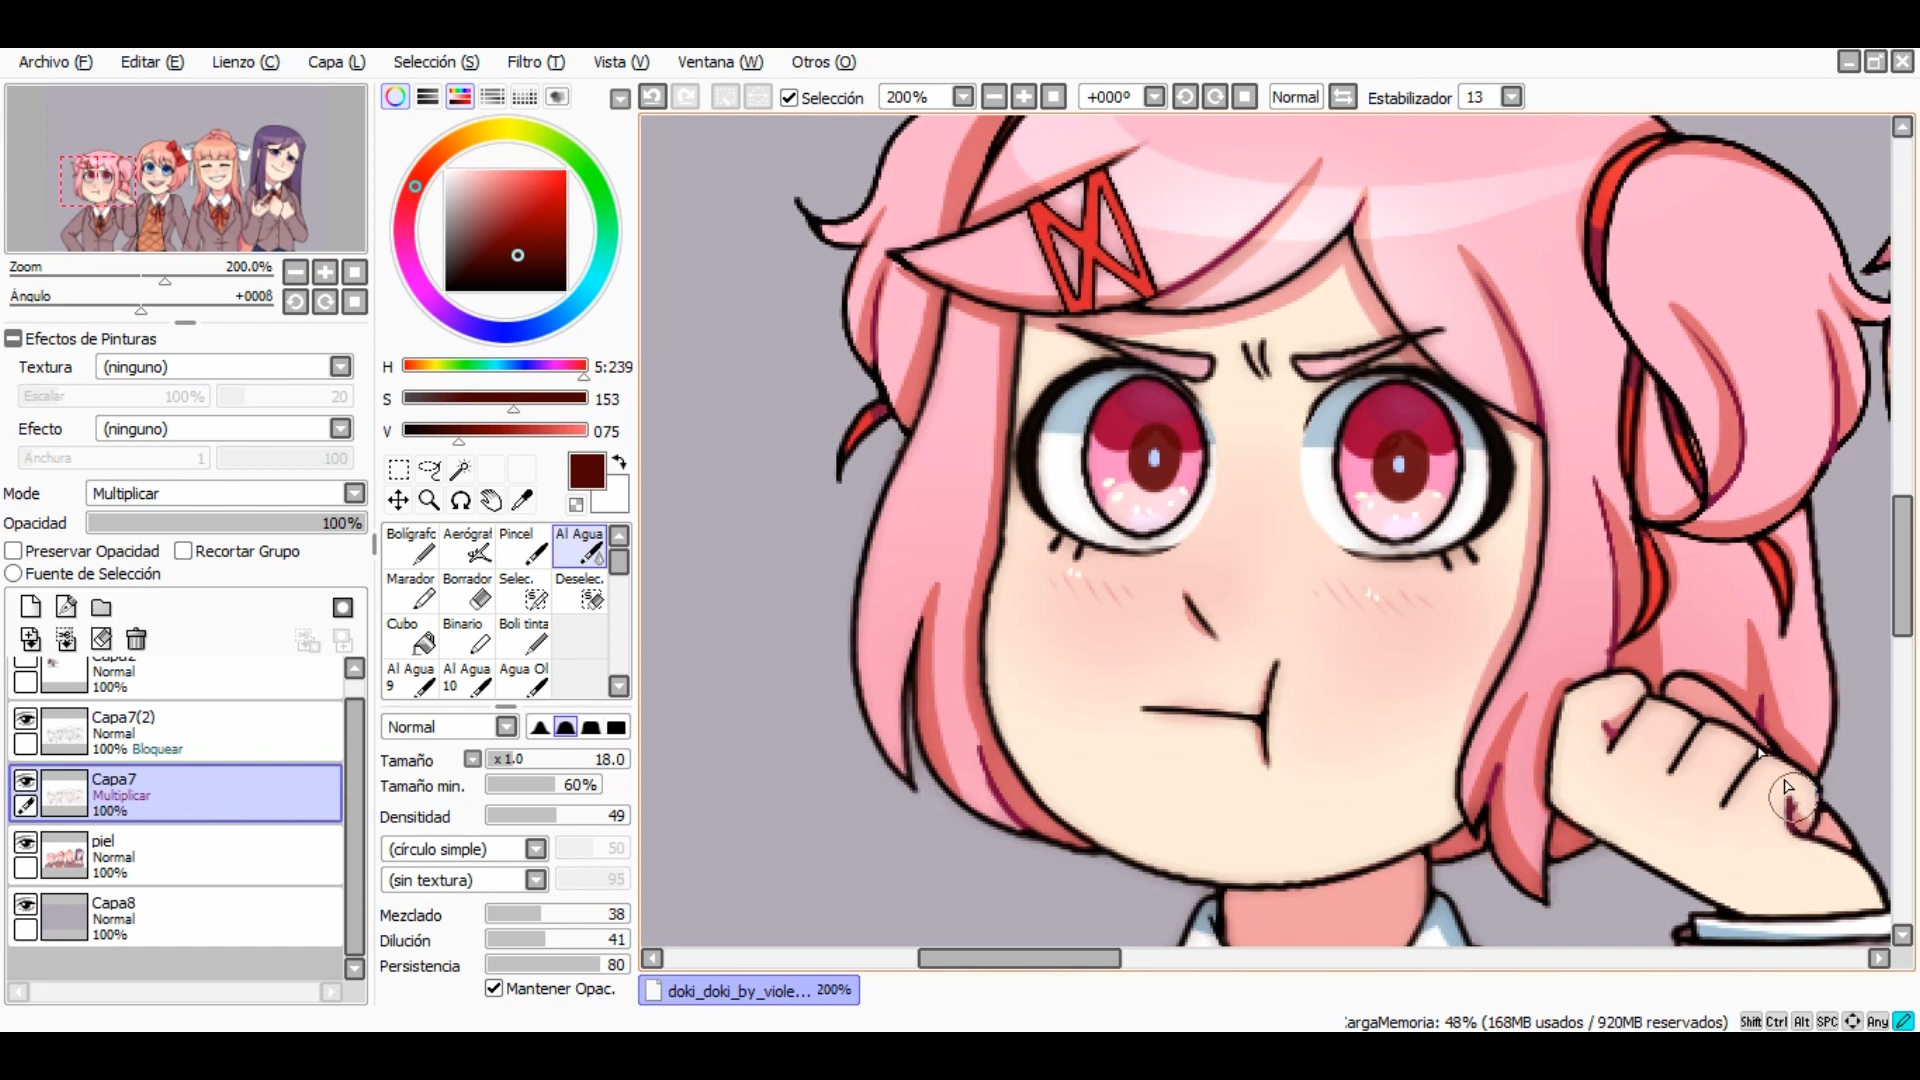 Archivo (F) Editar (E) Lienzo (C) Capa (L) Selección (S) Filtro (T) Vista (V) Ventana (W) Otros (O)
Selección 200% +000º Normal Estabilizador 13
Zoom 200.0%
Ángulo +0008
Efectos de Pinturas
Textura (ninguno)
Escalar 100% 20
Efecto (ninguno)
Anchura 1 100
Mode Multiplicar
Opacidad 100%
Preservar Opacidad Recortar Grupo
Fuente de Selección
Capa2
Normal
100%
Capa7(2)
Normal
100% Bloquear
Capa7
Multiplicar
100%
piel
Normal
100%
Capa8
Normal
100%
H 5:239
S 153
V 075
Bolígrafc Aerógraf Pincel Al Agua
Marador Borrador Selec. Deselec.
Cubo Binario Boli tinta
Al Agua 9 Al Agua 10 Agua Ol
Normal
Tamaño x 1.0 18.0
Tamaño min. 60%
Densitidad 49
(círculo simple) 50
(sin textura) 95
Mezclado 38
Dilución 41
Persistencia 80
Mantener Opac.
doki_doki_by_viole... 200%
CargaMemoria: 48% (168MB usados / 920MB reservados) Shift Ctrl Alt SPC Any